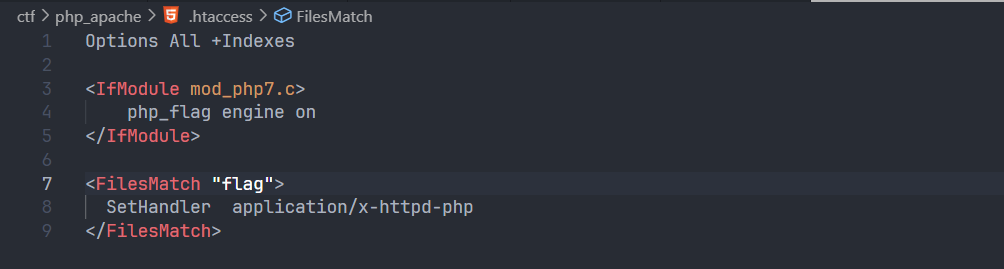 ctf > php_apache > .htaccess > FilesMatch
1 Options All +Indexes
2
3 <IfModule mod_php7.c>
4 php_flag engine on
5 </IfModule>
6
7 <FilesMatch "flag">
8 SetHandler  application/x-httpd-php
9 </FilesMatch>